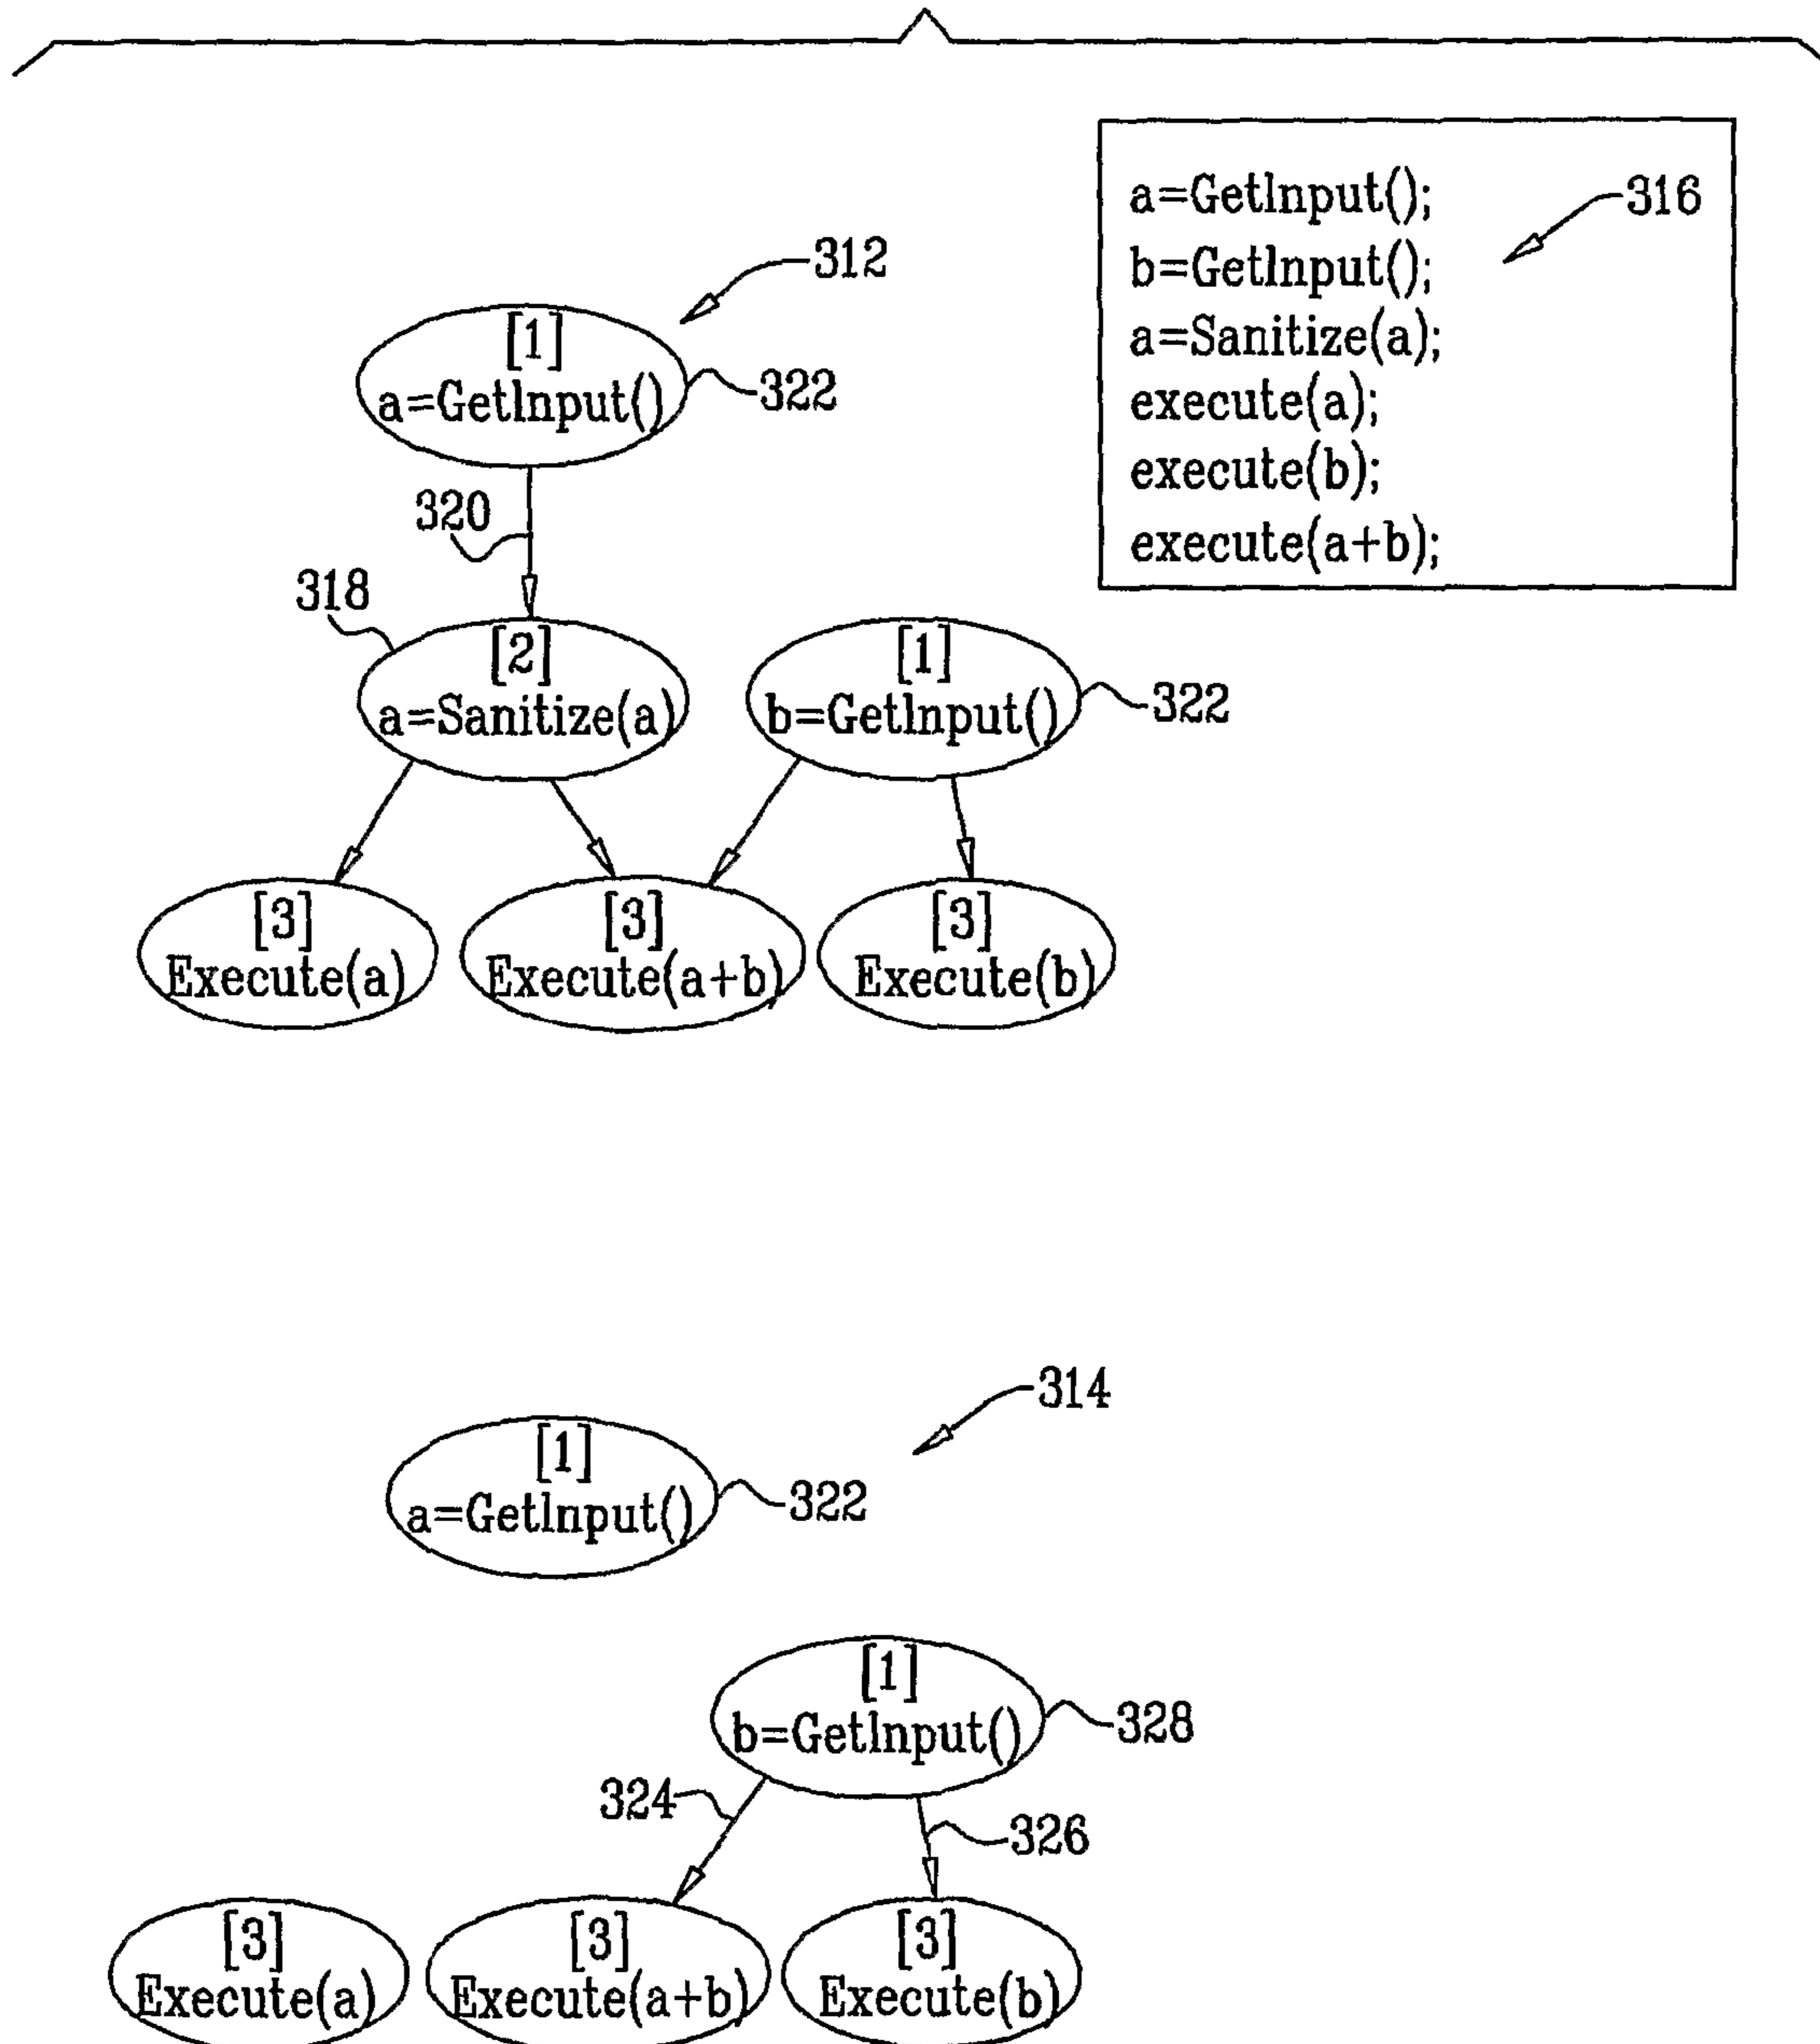 a=GetInput();
316
b=GetInput();
a=Sanitize(a);
execute(a);
execute(b);
execute(a+b);
312
[1]
a=GetInput()
322
320
318
[2]
a=Sanitize(a)
[1]
b=GetInput()
322
[3]
Execute(a)
[3]
Execute(a+b)
[3]
Execute(b)
314
[1]
a=GetInput()
322
[1]
b=GetInput()
328
324
326
[3]
Execute(a)
[3]
Execute(a+b)
[3]
Execute(b)